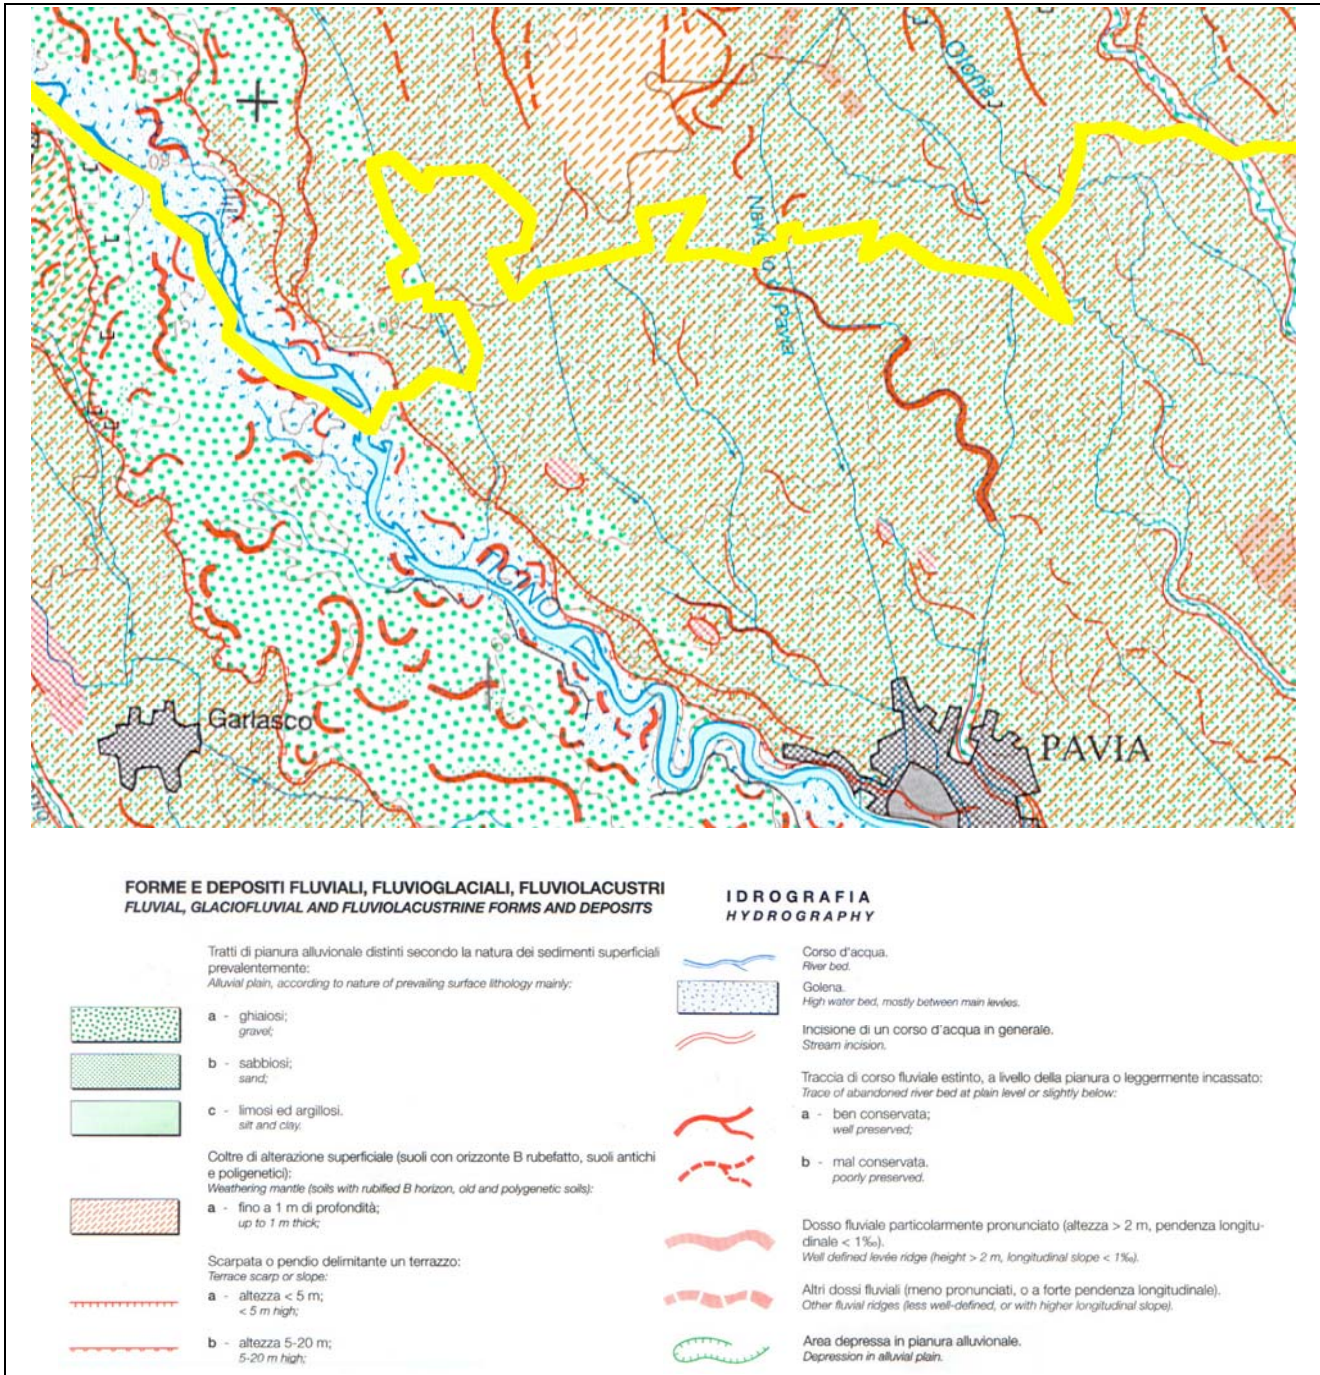 85
Olona
80
Naviglio
Pavia
100
75
70
TICINO
65
Garlasco
PAVIA
FORME E DEPOSITI FLUVIALI, FLUVIOGLACIALI, FLUVIOLACUSTRI
FLUVIAL, GLACIOFLUVIAL AND FLUVIOLACUSTRINE FORMS AND DEPOSITS
Tratti di pianura alluvionale distinti secondo la natura dei sedimenti superficiali
prevalentemente:
Alluvial plain, according to nature of prevailing surface lithology mainly:
a - ghiaiosi;
gravel;
b - sabbiosi;
sand;
c - limosi ed argillosi.
silt and clay.
Coltre di alterazione superficiale (suoli con orizzonte B rubefatto, suoli antichi
e poligenetici):
Weathering mantle (soils with rubified B horizon, old and polygenetic soils):
a - fino a 1 m di profondità;
up to 1 m thick;
Scarpata o pendio delimitante un terrazzo:
Terrace scarp or slope:
a - altezza < 5 m;
< 5 m high;
b - altezza 5-20 m;
5-20 m high;
IDROGRAFIA
HYDROGRAPHY
Corso d'acqua.
River bed.
Golena.
High water bed, mostly between main levées.
Incisione di un corso d'acqua in generale.
Stream incision.
Traccia di corso fluviale estinto, a livello della pianura o leggermente incassato:
Trace of abandoned river bed at plain level or slightly below:
a - ben conservata;
well preserved;
b - mal conservata.
poorly preserved.
Dosso fluviale particolarmente pronunciato (altezza > 2 m, pendenza longitu-
dinale < 1‰).
Well defined levée ridge (height > 2 m, longitudinal slope < 1‰).
Altri dossi fluviali (meno pronunciati, o a forte pendenza longitudinale).
Other fluvial ridges (less well-defined, or with higher longitudinal slope).
Area depressa in pianura alluvionale.
Depression in alluvial plain.